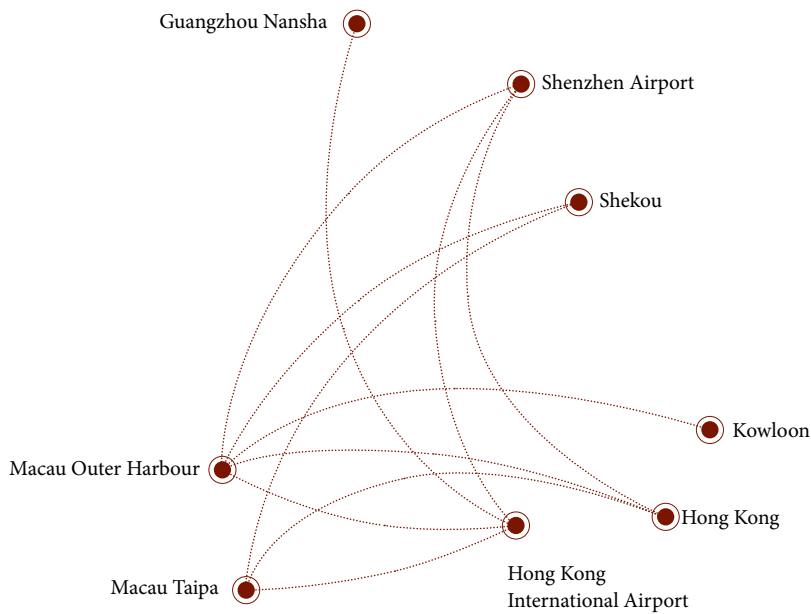 Guangzhou Nansha
Shenzhen Airport
Shekou
Kowloon
Macau Outer Harbour
Hong Kong
Macau Taipa
Hong Kong
International Airport